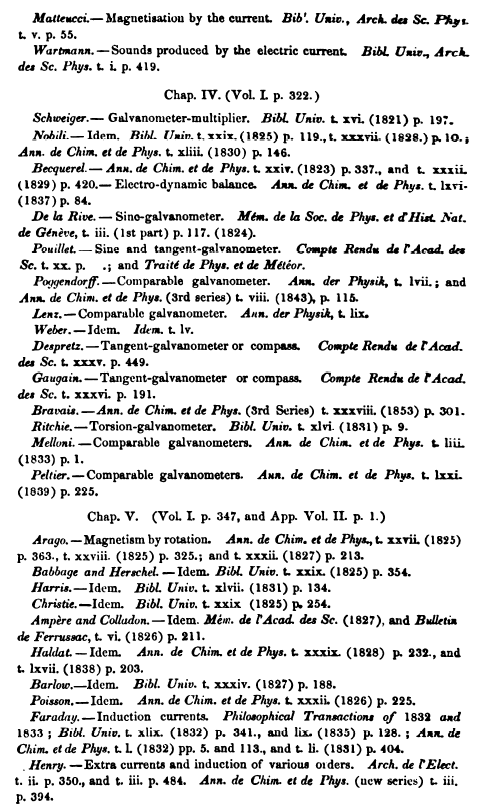 Matteucci.—Magnetisation by the current. Bib'. Univ., Arch. des Sc. Phys.
t. v. p. 55.
Wartmann.—Sounds produced by the electric current. Bibl. Univ., Arch.
des Sc. Phys. t. i. p. 419.
Chap. IV. (Vol. I. p. 322.)
Schweiger.—Galvanometer-multiplier. Bibl. Univ. t. xvi. (1821) p. 197.
Nobili.—Idem. Bibl. Univ. t. xxix. (1825) p. 119., t. xxxvii. (1828.) p. 10.;
Ann. de Chim. et de Phys. t. xliii. (1830) p. 146.
Becquerel.—Ann. de Chim. et de Phys. t. xxiv. (1823) p. 337., and t. xxxii.
(1829) p. 420.—Electro-dynamic balance. Ann. de Chim. et de Phys. t. lxvi-
(1837) p. 84.
De la Rive.—Sine-galvanometer. Mém. de la Soc. de Phys. et d'Hist. Nat.
de Génève, t. iii. (1st part) p. 117. (1824).
Pouillet.—Sine and tangent-galvanometer. Compte Rendu de l'Acad. des
Sc. t. xx. p. .; and Traité de Phys. et de Météor.
Poggendorff.—Comparable galvanometer. Ann. der Physik, t. lvii.; and
Ann. de Chim. et de Phys. (3rd series) t. viii. (1843), p. 115.
Lenz.—Comparable galvanometer. Ann. der Physik, t. lix.
Weber.—Idem. Idem. t. lv.
Despretz.—Tangent-galvanometer or compass. Compte Rendu de l'Acad.
des Sc. t. xxxv. p. 449.
Gaugain.—Tangent-galvanometer or compass. Compte Rendu de l'Acad.
des Sc. t. xxxvi. p. 191.
Bravais.—Ann. de Chim. et de Phys. (3rd Series) t. xxxviii. (1853) p. 301.
Ritchie.—Torsion-galvanometer. Bibl. Univ. t. xlvi. (1831) p. 9.
Melloni.—Comparable galvanometers. Ann. de Chim. et de Phys. t. liii.
(1833) p. 1.
Peltier.—Comparable galvanometers. Ann. de Chim. et de Phys. t. lxxi.
(1839) p. 225.
Chap. V. (Vol. I. p. 347, and App. Vol. II. p. 1.)
Arago.—Magnetism by rotation. Ann. de Chim. et de Phys., t. xxvii. (1825)
p. 363., t. xxviii. (1825) p. 325.; and t. xxxii. (1827) p. 213.
Babbage and Herschel.—Idem. Bibl. Univ. t. xxix. (1825) p. 354.
Harris.—Idem. Bibl. Univ. t. xlvii. (1831) p. 134.
Christie.—Idem. Bibl. Univ. t. xxix (1825) p. 254.
Ampère and Colladon.—Idem. Mém. de l'Acad. des Sc. (1827), and Bulletin
de Ferrussac, t. vi. (1826) p. 211.
Haldat.—Idem. Ann. de Chim. et de Phys. t. xxxix. (1828) p. 232., and
t. lxvii. (1838) p. 203.
Barlow.—Idem. Bibl. Univ. t. xxxiv. (1827) p. 188.
Poisson.—Idem. Ann. de Chim. et de Phys. t. xxxii. (1826) p. 225.
Faraday.—Induction currents. Philosophical Transactions of 1832 and
1833; Bibl. Univ. t. xlix. (1832) p. 341., and lix. (1835) p. 128.; Ann. de
Chim. et de Phys. t. l. (1832) pp. 5. and 113., and t. li. (1831) p. 404.
Henry.—Extra currents and induction of various orders. Arch. de l'Elect.
t. ii. p. 350., and t. iii. p. 484. Ann. de Chim. et de Phys. (new series) t. iii.
p. 394.